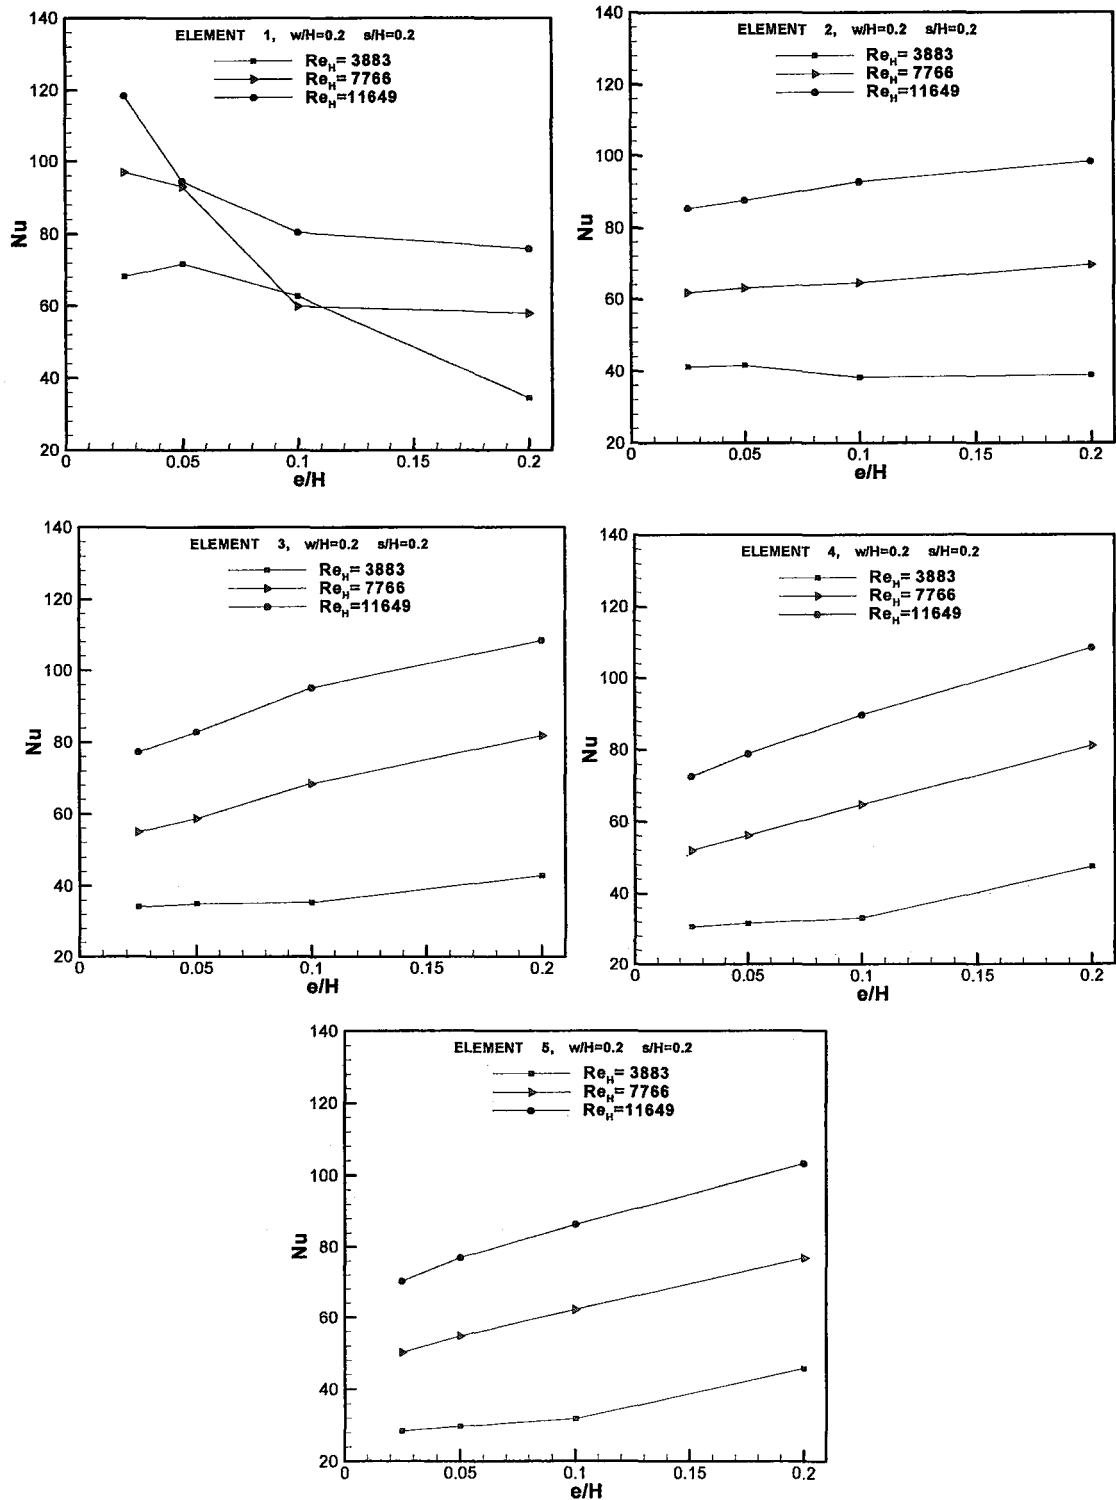 ELEMENT 1, w/H=0.2 s/H=0.2
Re_H= 3883
Re_H= 7766
Re_H=11649
140
120
100
80
60
40
20
Nu
0 0.05 0.1 0.15 0.2
e/H
ELEMENT 2, w/H=0.2 s/H=0.2
Re_H= 3883
Re_H= 7766
Re_H=11649
140
120
100
80
60
40
20
Nu
0 0.05 0.1 0.15 0.2
e/H
ELEMENT 3, w/H=0.2 s/H=0.2
Re_H= 3883
Re_H= 7766
Re_H=11649
140
120
100
80
60
40
20
Nu
0 0.05 0.1 0.15 0.2
e/H
ELEMENT 4, w/H=0.2 s/H=0.2
Re_H= 3883
Re_H= 7766
Re_H=11649
140
120
100
80
60
40
20
Nu
0 0.05 0.1 0.15 0.2
e/H
ELEMENT 5, w/H=0.2 s/H=0.2
Re_H= 3883
Re_H= 7766
Re_H=11649
140
120
100
80
60
40
20
Nu
0 0.05 0.1 0.15 0.2
e/H